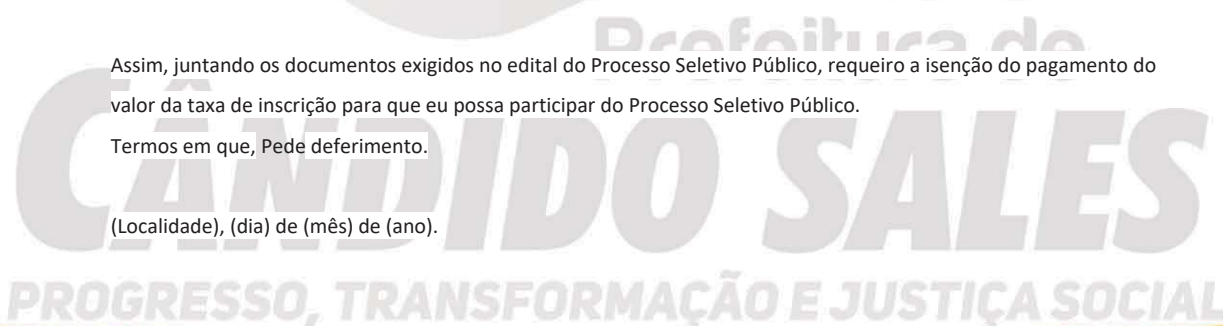 Prefeitura de
Assim, juntando os documentos exigidos no edital do Processo Seletivo Público, requeiro a isenção do pagamento do
valor da taxa de inscrição para que eu possa participar do Processo Seletivo Público.
Termos em que, Pede deferimento.
CÂNDIDO SALES
(Localidade), (dia) de (mês) de (ano).
PROGRESSO, TRANSFORMAÇÃO E JUSTIÇA SOCIAL